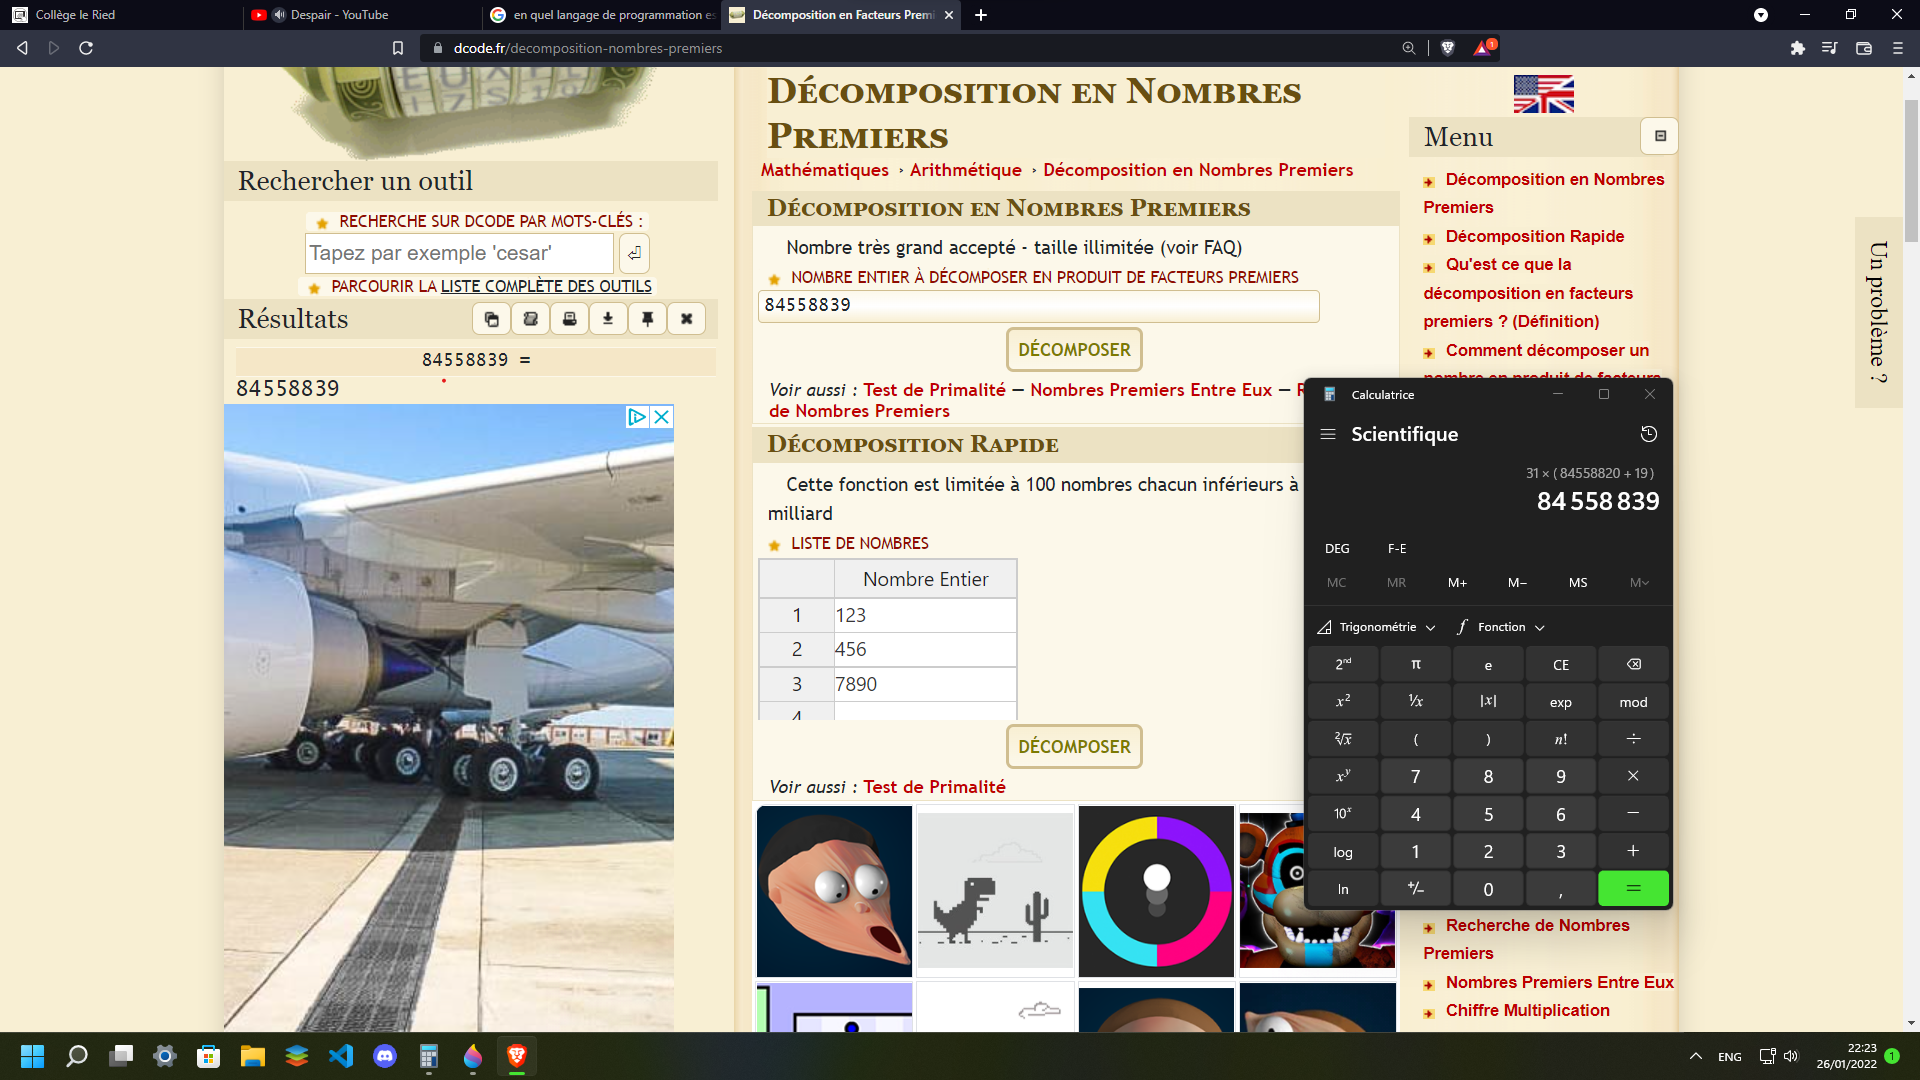 Collège le Ried
Despair - YouTube
en quel langage de programmation es
Décomposition en Facteurs Premi
dcode.fr/decomposition-nombres-premiers
1
EUXII
Rechercher un outil
RECHERCHE SUR DCODE PAR MOTS-CLÉS :
Tapez par exemple 'cesar'
PARCOURIR LA LISTE COMPLÈTE DES OUTILS
Résultats
84558839 =
84558839
Décomposition en Nombres
Premiers
Mathématiques › Arithmétique › Décomposition en Nombres Premiers
Décomposition en Nombres Premiers
Nombre très grand accepté - taille illimitée (voir FAQ)
NOMBRE ENTIER À DÉCOMPOSER EN PRODUIT DE FACTEURS PREMIERS
84558839
DÉCOMPOSER
Voir aussi : Test de Primalité — Nombres Premiers Entre Eux — R
de Nombres Premiers
Décomposition Rapide
Cette fonction est limitée à 100 nombres chacun inférieurs à
milliard
LISTE DE NOMBRES
Nombre Entier
1 123
2 456
3 7890
4
DÉCOMPOSER
Voir aussi : Test de Primalité
Menu
Décomposition en Nombres
Premiers
Décomposition Rapide
Qu'est ce que la
décomposition en facteurs
premiers ? (Définition)
Comment décomposer un
nombre en produit de facteurs
Recherche de Nombres
Premiers
Nombres Premiers Entre Eux
Chiffre Multiplication
Un problème ?
Calculatrice
Scientifique
31 × ( 84558820 + 19 )
84 558 839
DEG F-E
MC MR M+ M− MS M
Trigonométrie Fonction
2nd π e CE
x² ¹/x |x| exp mod
²√x ( ) n! ÷
xʸ 7 8 9 ×
10ˣ 4 5 6 −
log 1 2 3 +
ln +/− 0 , =
ENG
22:23
26/01/2022
1